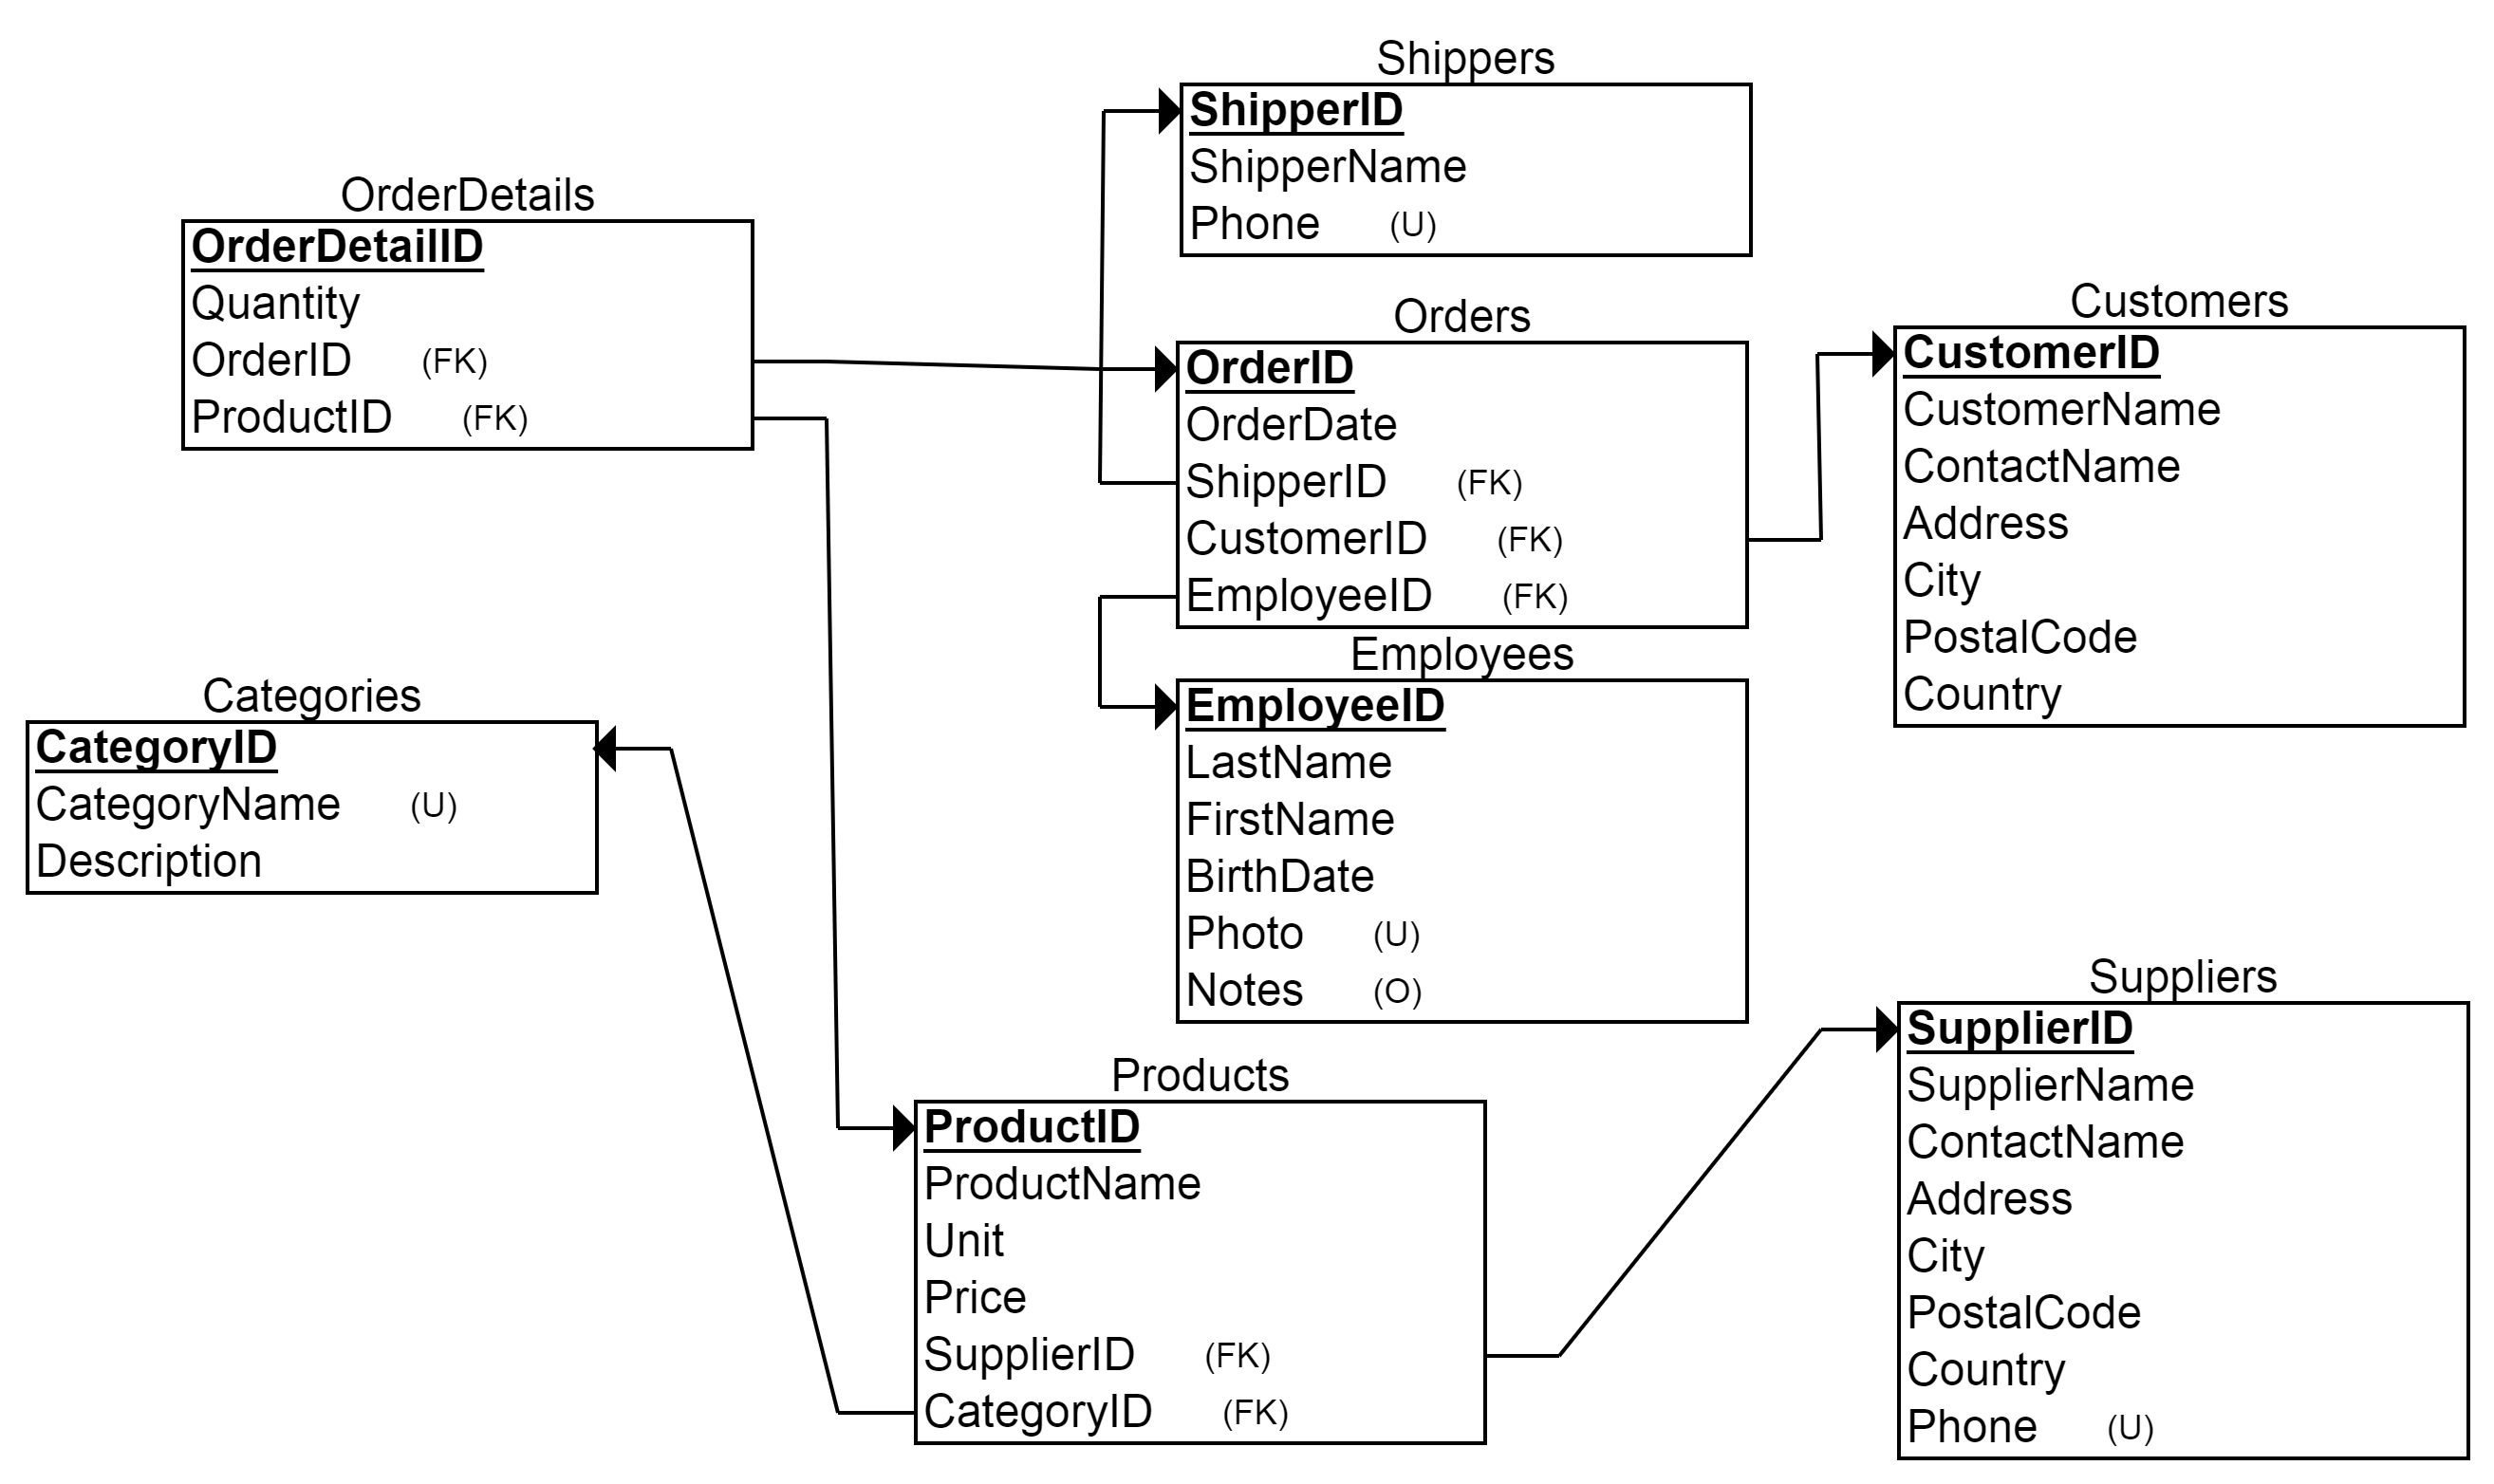 Shippers
ShipperID
ShipperName
Phone (U)
OrderDetails
OrderDetailID
Quantity
OrderID (FK)
ProductID (FK)
Orders
OrderID
OrderDate
ShipperID (FK)
CustomerID (FK)
EmployeeID (FK)
Customers
CustomerID
CustomerName
ContactName
Address
City
PostalCode
Country
Categories
CategoryID
CategoryName (U)
Description
Employees
EmployeeID
LastName
FirstName
BirthDate
Photo (U)
Notes (O)
Products
ProductID
ProductName
Unit
Price
SupplierID (FK)
CategoryID (FK)
Suppliers
SupplierID
SupplierName
ContactName
Address
City
PostalCode
Country
Phone (U)